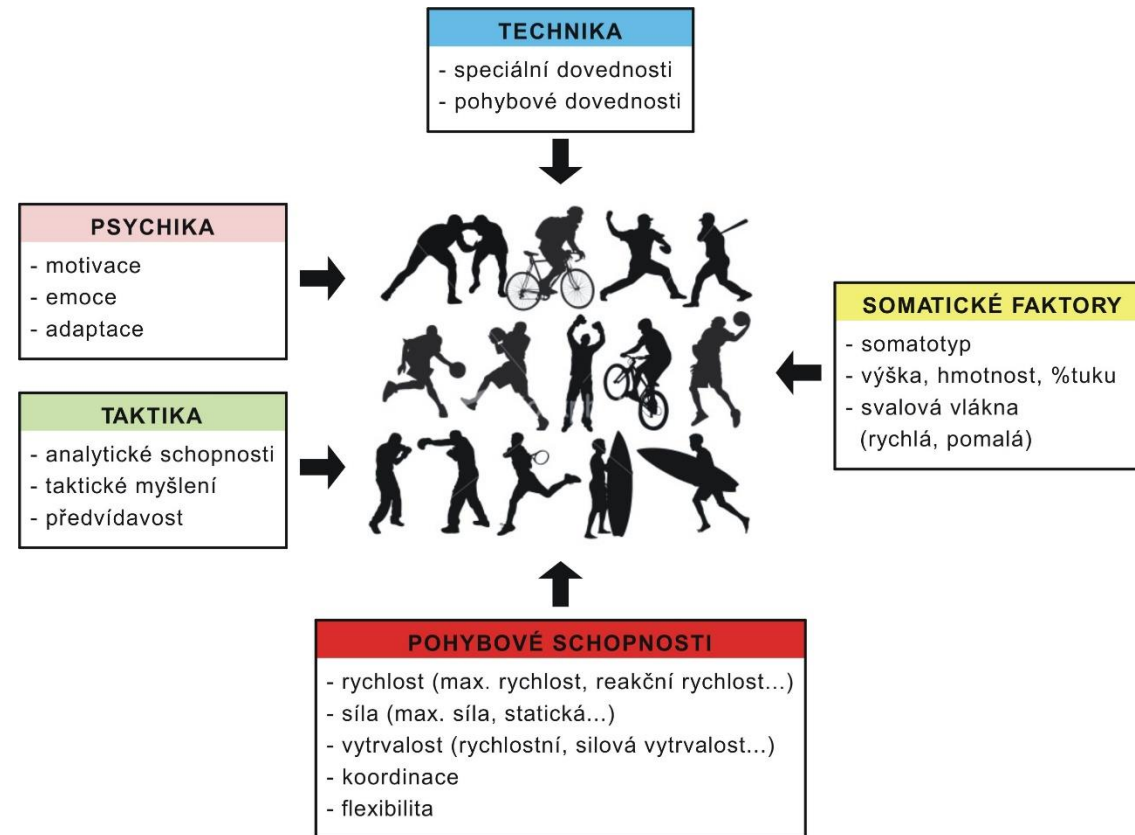 TECHNIKA
- speciální dovednosti
- pohybové dovednosti
PSYCHIKA
- motivace
- emoce
- adaptace
TAKTIKA
- analytické schopnosti
- taktické myšlení
- předvídavost
SOMATICKÉ FAKTORY
- somatotyp
- výška, hmotnost, %tuku
- svalová vlákna
(rychlá, pomalá)
POHYBOVÉ SCHOPNOSTI
- rychlost (max. rychlost, reakční rychlost...)
- síla (max. síla, statická...)
- vytrvalost (rychlostní, silová vytrvalost...)
- koordinace
- flexibilita